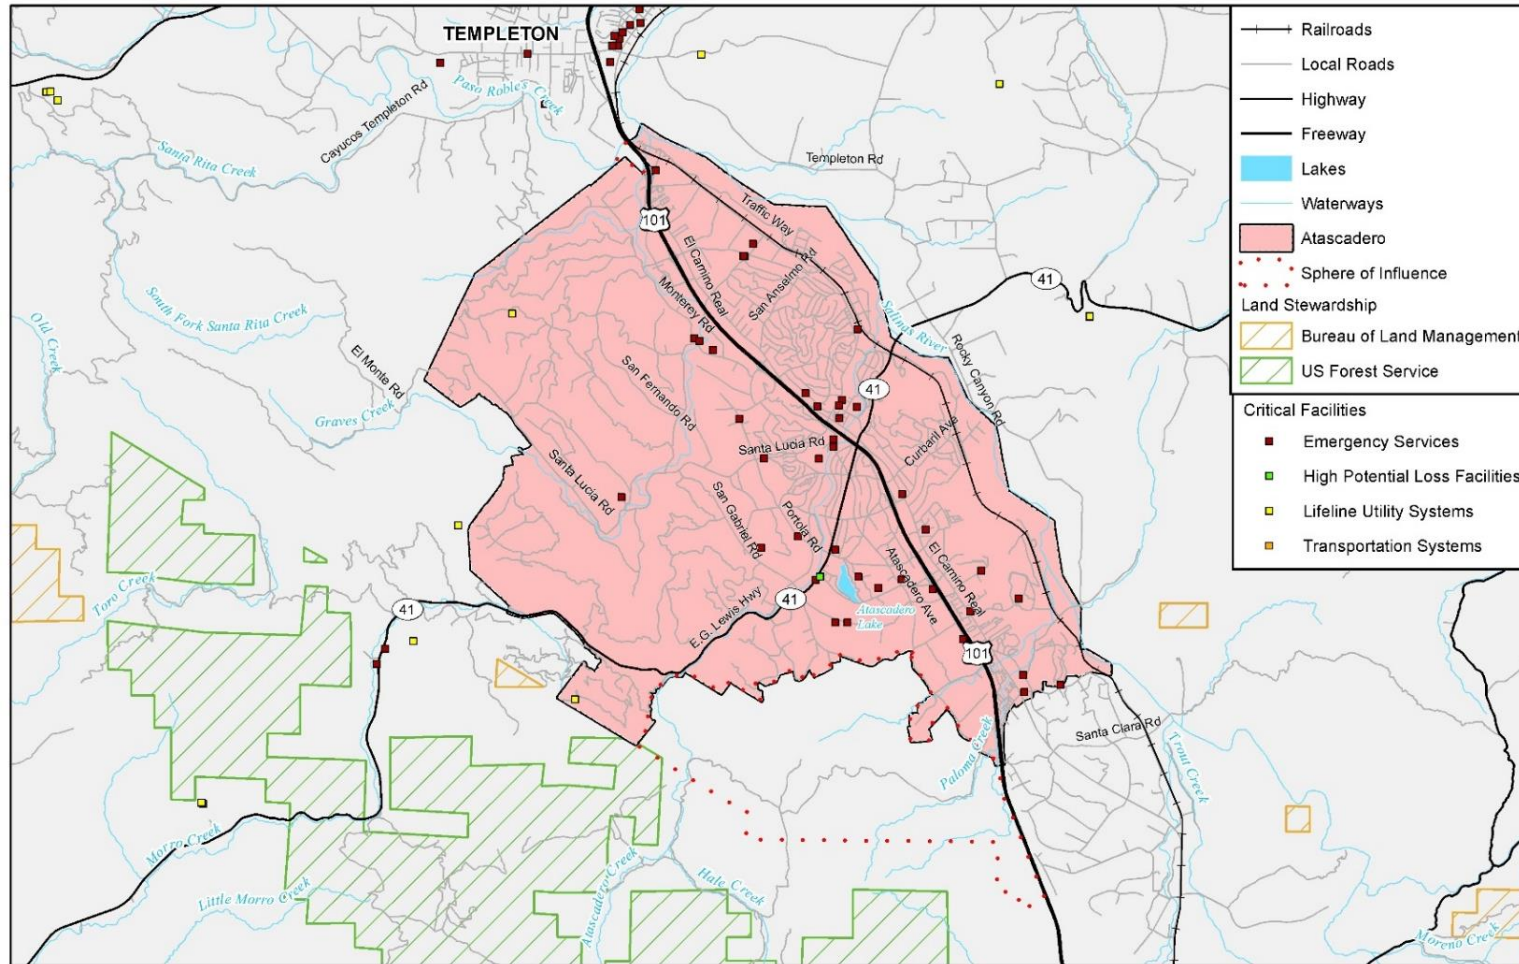 TEMPLETON
Paso Robles Creek
Cayucos Templeton Rd
Santa Rita Creek
Templeton Rd
Traffic Way
101
El Camino Real
San Anselmo Rd
Monterey Rd
41
Salinas River
Rocky Canyon Rd
South Fork Santa Rita Creek
Old Creek
El Monte Rd
Graves Creek
San Fernando Rd
41
Santa Lucia Rd
Curbaril Ave
Santa Lucia Rd
San Gabriel Rd
Portola Rd
Atascadero Ave
El Camino Real
Toro Creek
41
E.G. Lewis Hwy
41
Atascadero
Lake
101
Santa Clara Rd
Paloma Creek
Trout Creek
Morro Creek
Little Morro Creek
Atascadero Creek
Hale Creek
Moreno Creek
Railroads
Local Roads
Highway
Freeway
Lakes
Waterways
Atascadero
Sphere of Influence
Land Stewardship
Bureau of Land Management
US Forest Service
Critical Facilities
Emergency Services
High Potential Loss Facilities
Lifeline Utility Systems
Transportation Systems